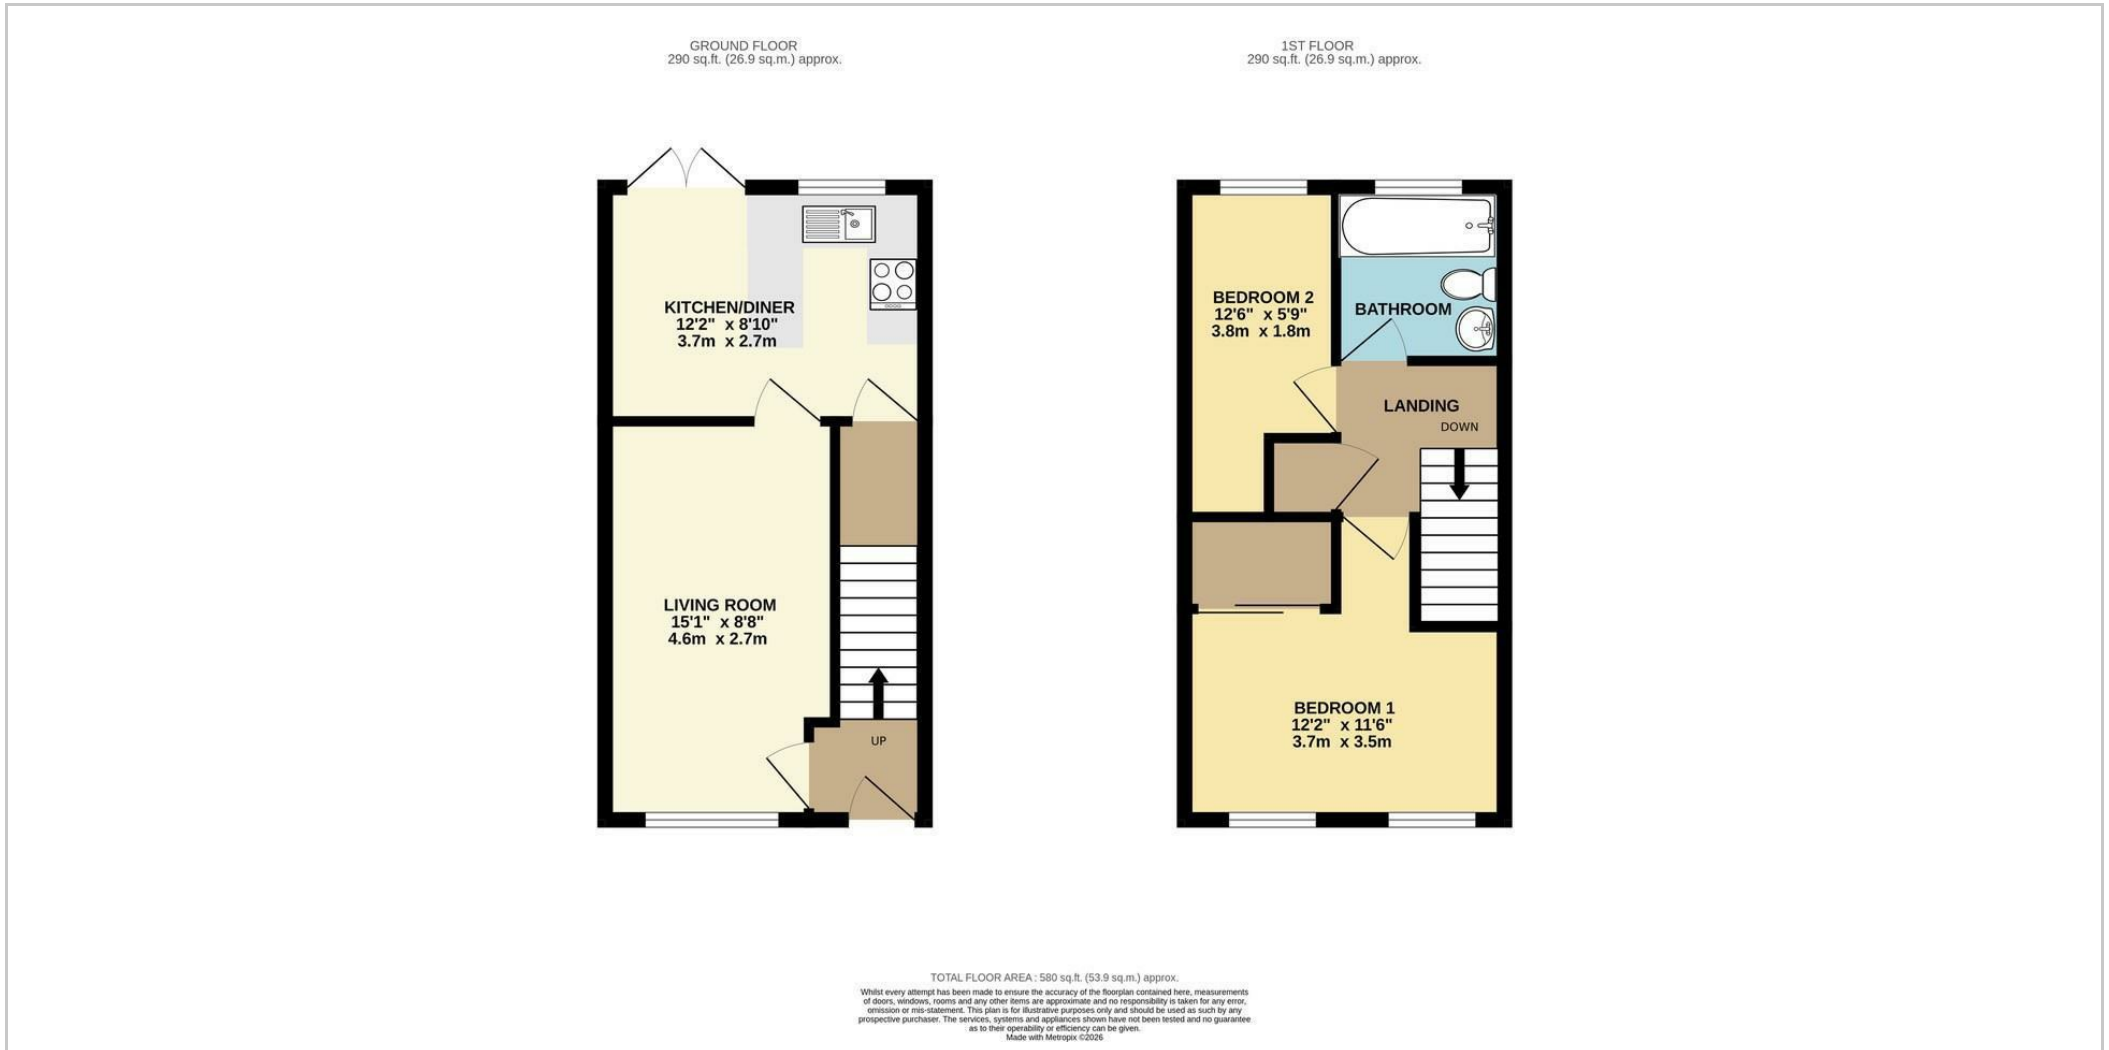 GROUND FLOOR
290 sq.ft. (26.9 sq.m.) approx.
KITCHEN/DINER
12'2" x 8'10"
3.7m x 2.7m
LIVING ROOM
15'1" x 8'8"
4.6m x 2.7m
UP
1ST FLOOR
290 sq.ft. (26.9 sq.m.) approx.
BEDROOM 2
12'6" x 5'9"
3.8m x 1.8m
BATHROOM
LANDING
DOWN
BEDROOM 1
12'2" x 11'6"
3.7m x 3.5m
TOTAL FLOOR AREA : 580 sq.ft. (53.9 sq.m.) approx.
Whilst every attempt has been made to ensure the accuracy of the floorplan contained here, measurements
of doors, windows, rooms and any other items are approximate and no responsibility is taken for any error,
omission or mis-statement. This plan is for illustrative purposes only and should be used as such by any
prospective purchaser. The services, systems and appliances shown have not been tested and no guarantee
as to their operability or efficiency can be given.
Made with Metropix ©2026